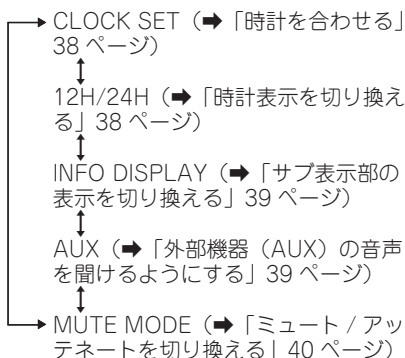 CLOCK SET（➡「時計を合わせる」
38 ページ）
12H/24H（➡「時計表示を切り換え
る」38 ページ）
INFO DISPLAY（➡「サブ表示部の
表示を切り換える」39 ページ）
AUX（➡「外部機器（AUX）の音声
を聞けるようにする」39 ページ）
MUTE MODE（➡「ミュート / アッ
テネートを切り換える」40 ページ）